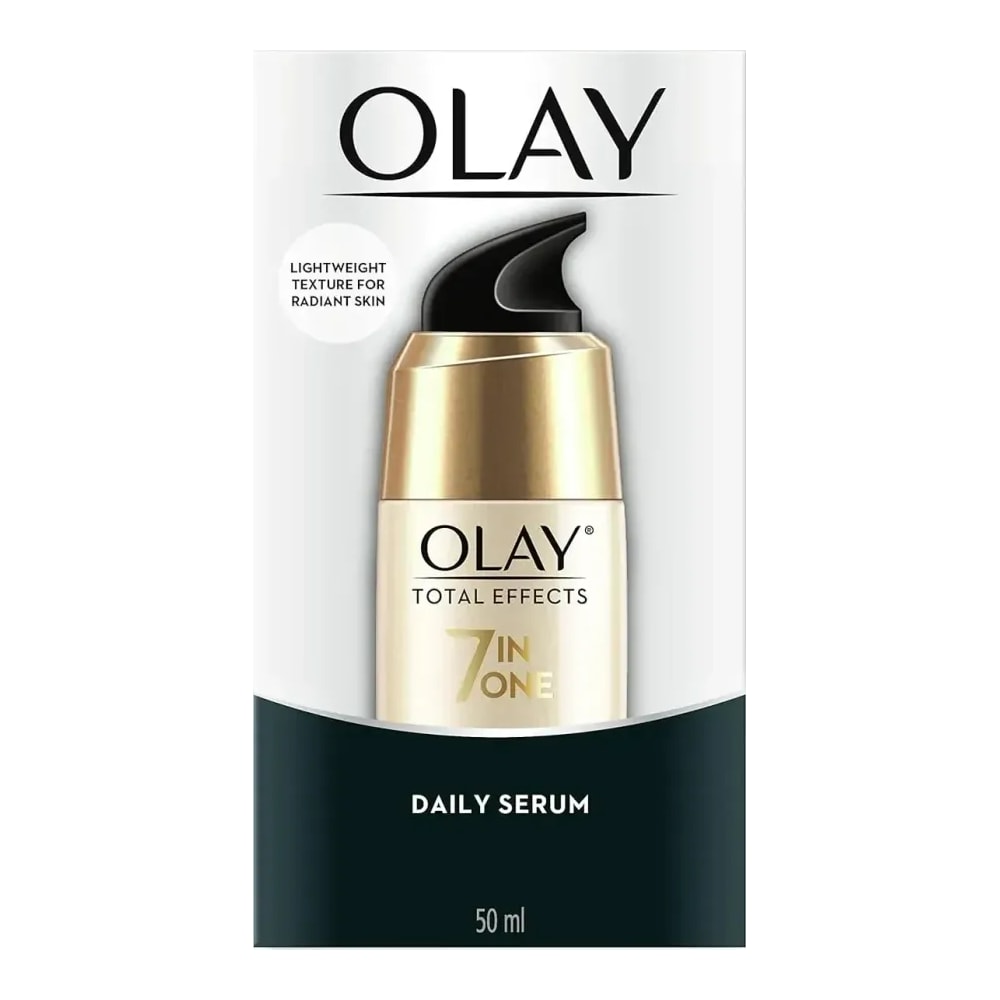 OLAY
LIGHTWEIGHT
TEXTURE FOR
RADIANT SKIN
OLAY®
TOTAL EFFECTS
7 IN
ONE
DAILY SERUM
50 ml